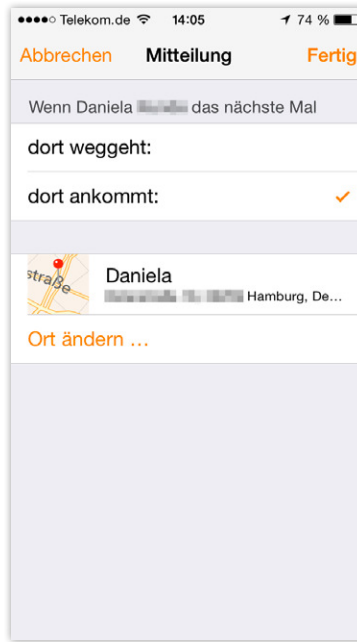 Telekom.de 14:05 74 %
Abbrechen Mitteilung Fertig
Wenn Daniela das nächste Mal
dort weggeht:
dort ankommt:
straße
Daniela
Hamburg, De...
Ort ändern ...